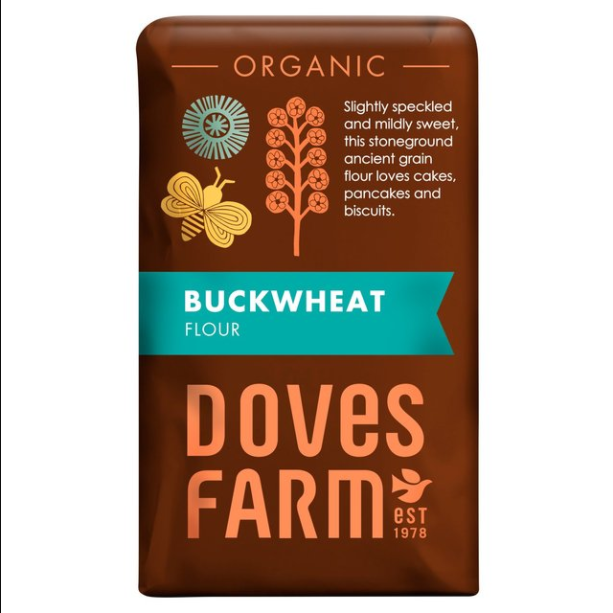 ORGANIC
Slightly speckled
and mildly sweet,
this stoneground
ancient grain
flour loves cakes,
pancakes and
biscuits.
BUCKWHEAT
FLOUR
DOVES
FARM
EST
1978